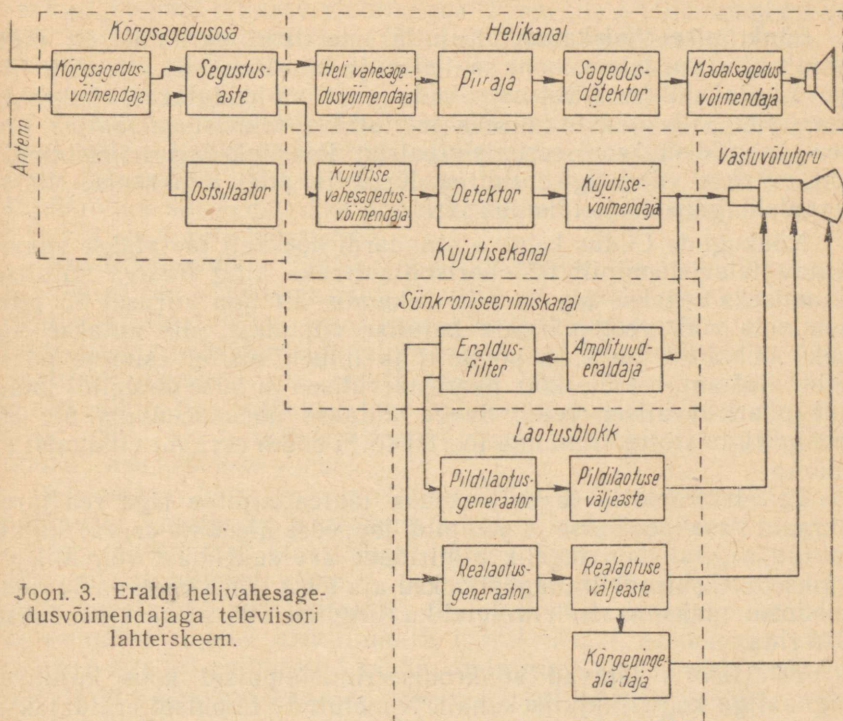 Kõrgsagedusosa
Helikanal
Antenn
Kõrgsagedus-
võimendaja
Segustus-
aste
Heli vahesage-
dusvõimendaja
Piiraja
Sagedus-
detektor
Madalsagedus-
võimendaja
Ostsillaator
Kujutise
vahesagedus-
võimendaja
Detektor
Kujutise-
võimendaja
Vastuvõtutoru
Kujutisekanal
Sünkroniseerimiskanal
Eraldus-
filter
Amplituud-
eraldaja
Laotusblokk
Pildilaotus-
generaator
Pildilaotuse
väljeaste
Realaotus-
generaator
Realaotuse
väljeaste
Kõrgepinge-
alaldaja
Joon. 3. Eraldi helivahesage-
dusvõimendajaga televiisori
lahterskeem.